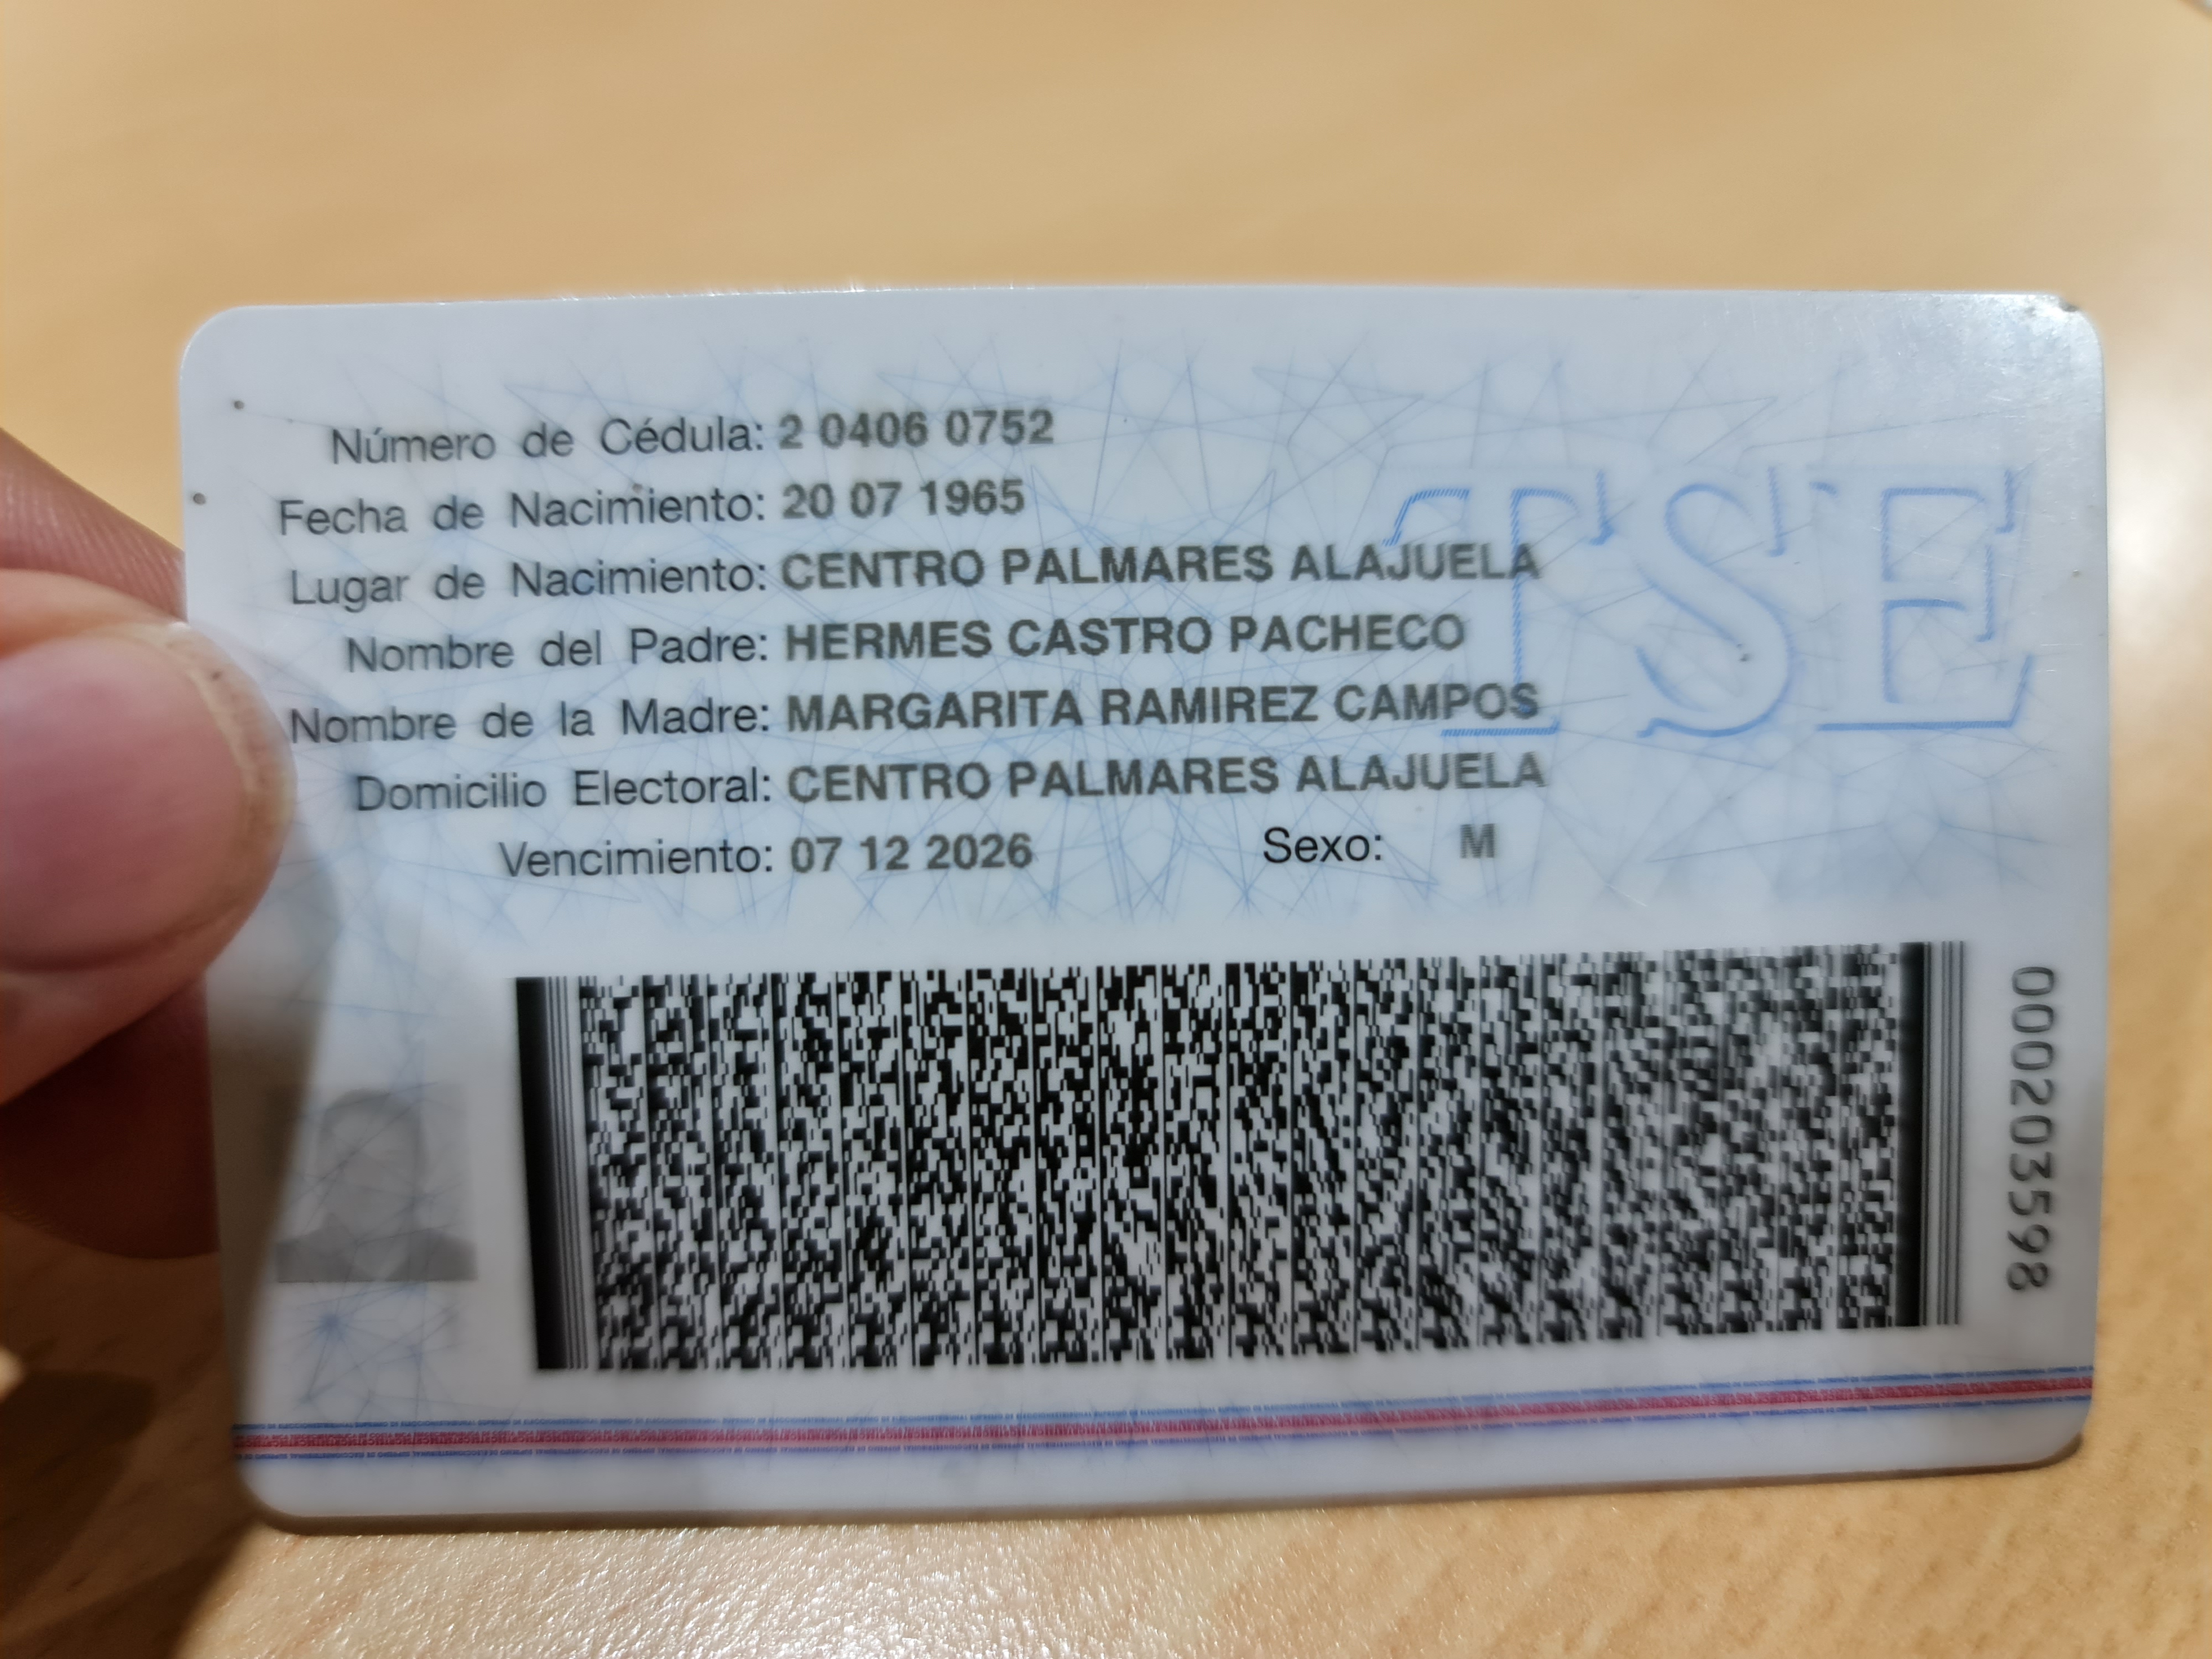 Número de Cédula: 2 0406 0752
Fecha de Nacimiento: 20 07 1965
Lugar de Nacimiento: CENTRO PALMARES ALAJUELA
Nombre del Padre: HERMES CASTRO PACHECO
Nombre de la Madre: MARGARITA RAMIREZ CAMPOS
Domicilio Electoral: CENTRO PALMARES ALAJUELA
Vencimiento: 07 12 2026 Sexo: M
TSE
000203598